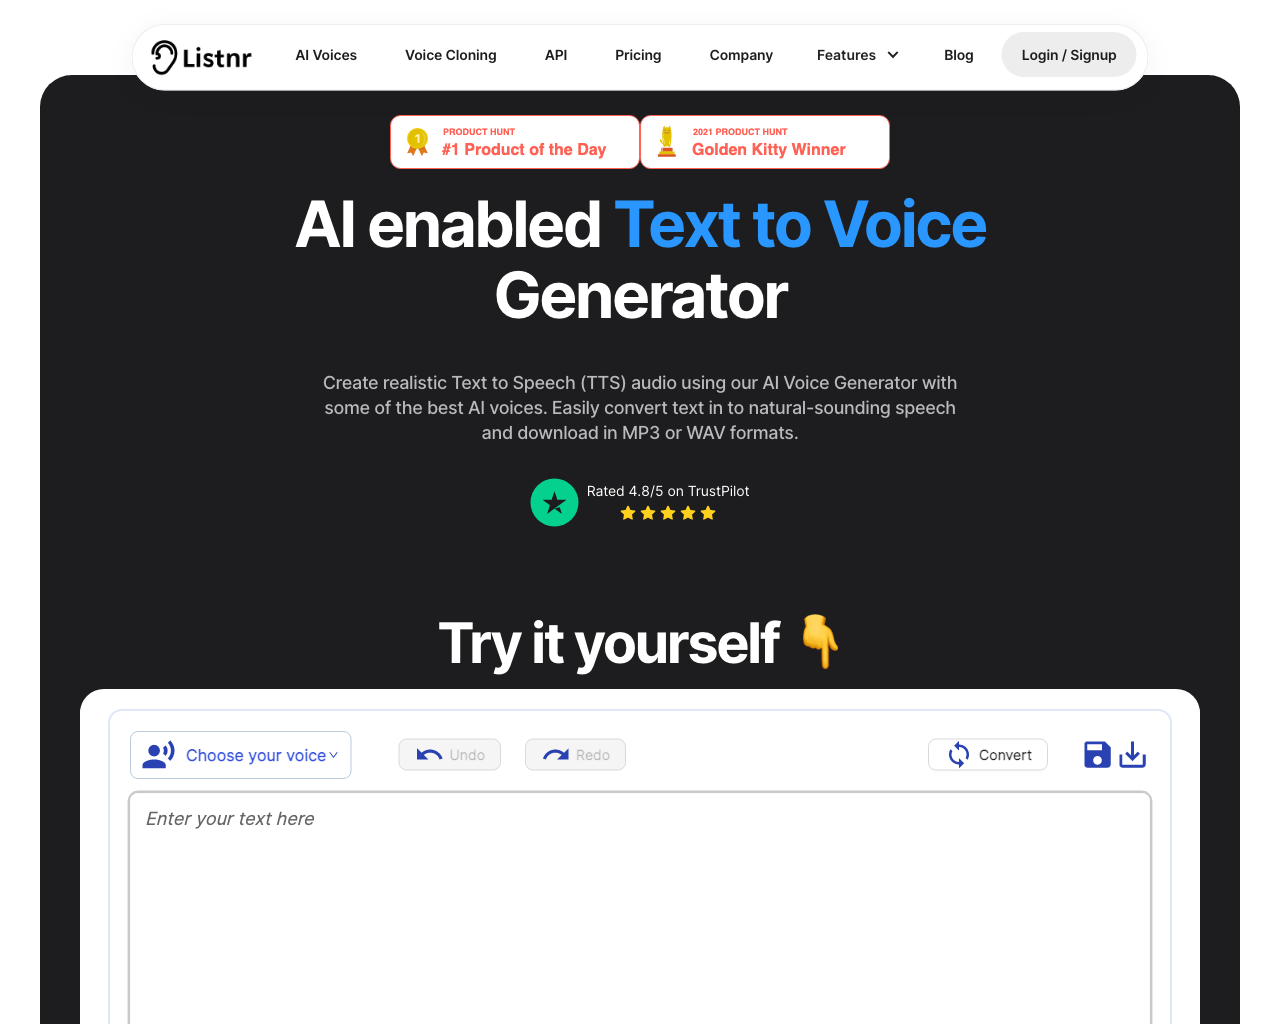 Listnr
AI Voices
Voice Cloning
API
Pricing
Company
Features
Blog
Login / Signup
1
PRODUCT HUNT
#1 Product of the Day
2021 PRODUCT HUNT
Golden Kitty Winner
AI enabled Text to Voice
Generator
Create realistic Text to Speech (TTS) audio using our AI Voice Generator with
some of the best AI voices. Easily convert text in to natural-sounding speech
and download in MP3 or WAV formats.
Rated 4.8/5 on TrustPilot
Try it yourself 👇
Choose your voice
Undo
Redo
Convert
Enter your text here